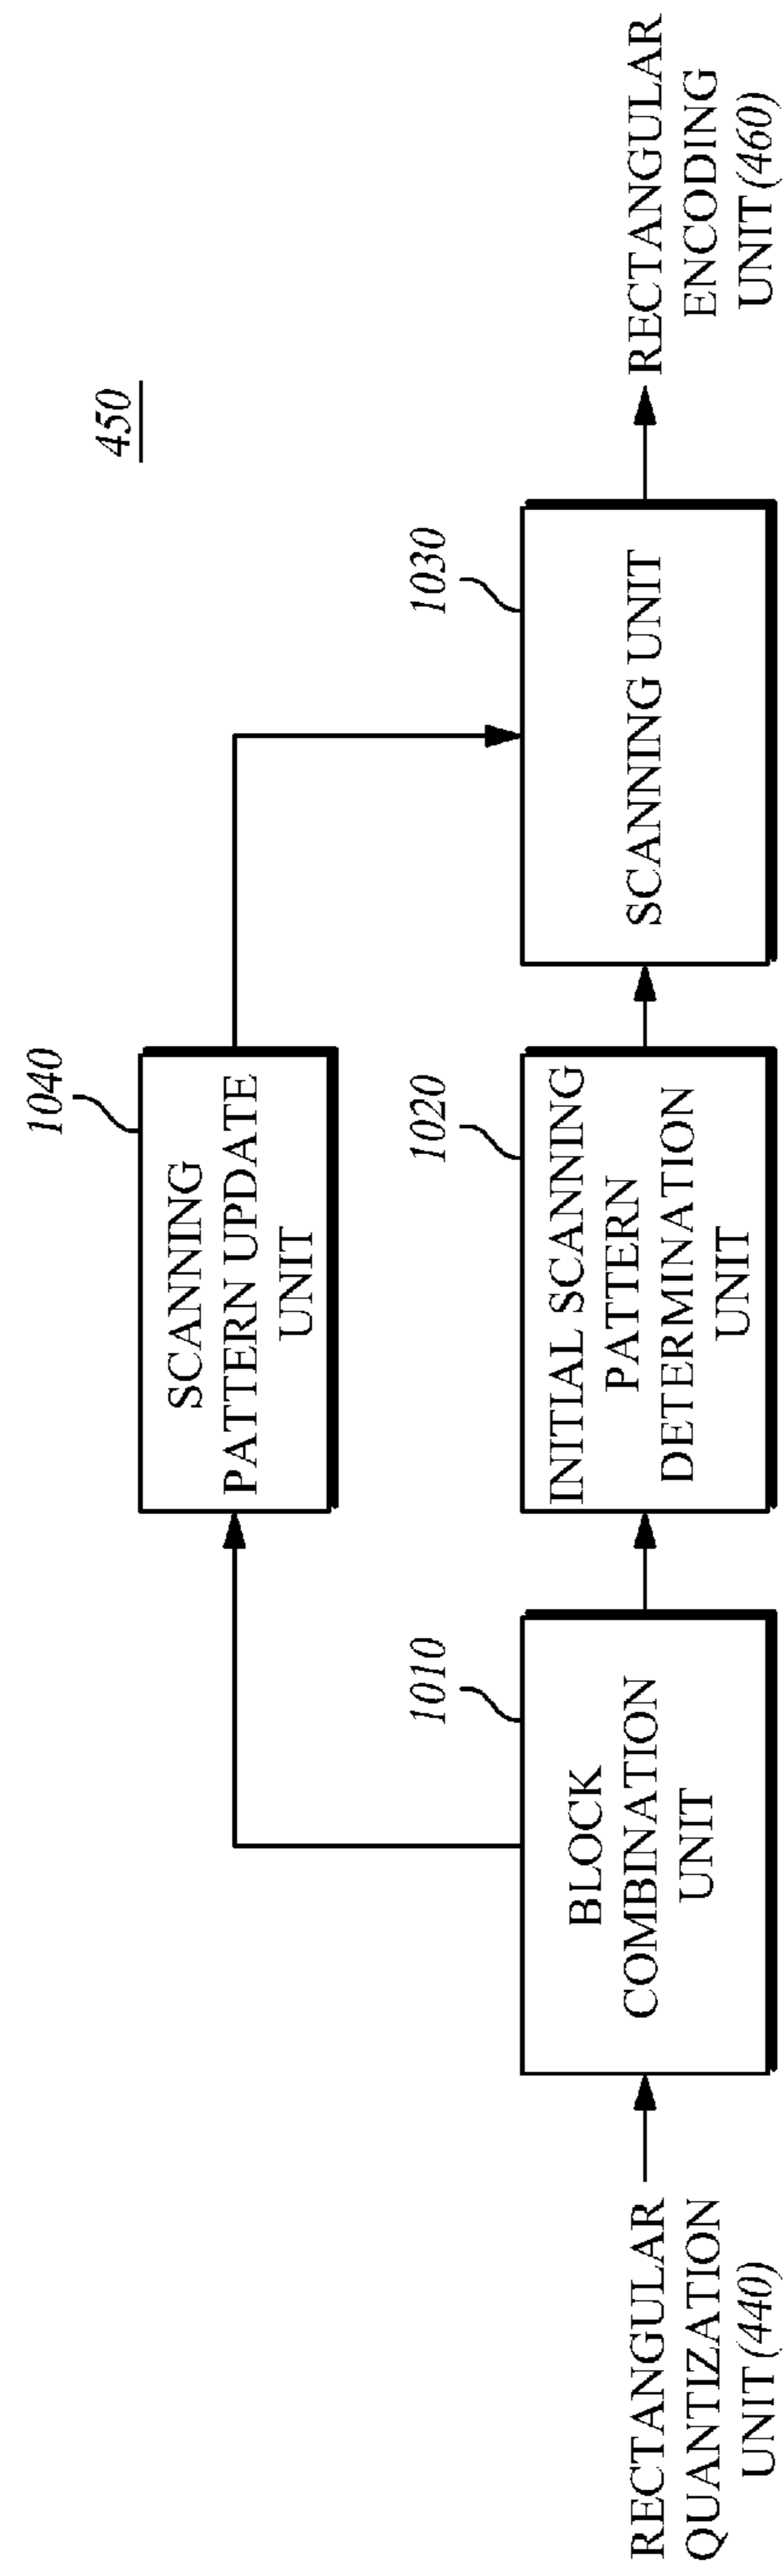 450
1040
SCANNING
PATTERN UPDATE
UNIT
1010
1020
1030
RECTANGULAR
QUANTIZATION
UNIT (440)
BLOCK
COMBINATION
UNIT
INITIAL SCANNING
PATTERN
DETERMINATION
UNIT
SCANNING UNIT
RECTANGULAR
ENCODING
UNIT (460)